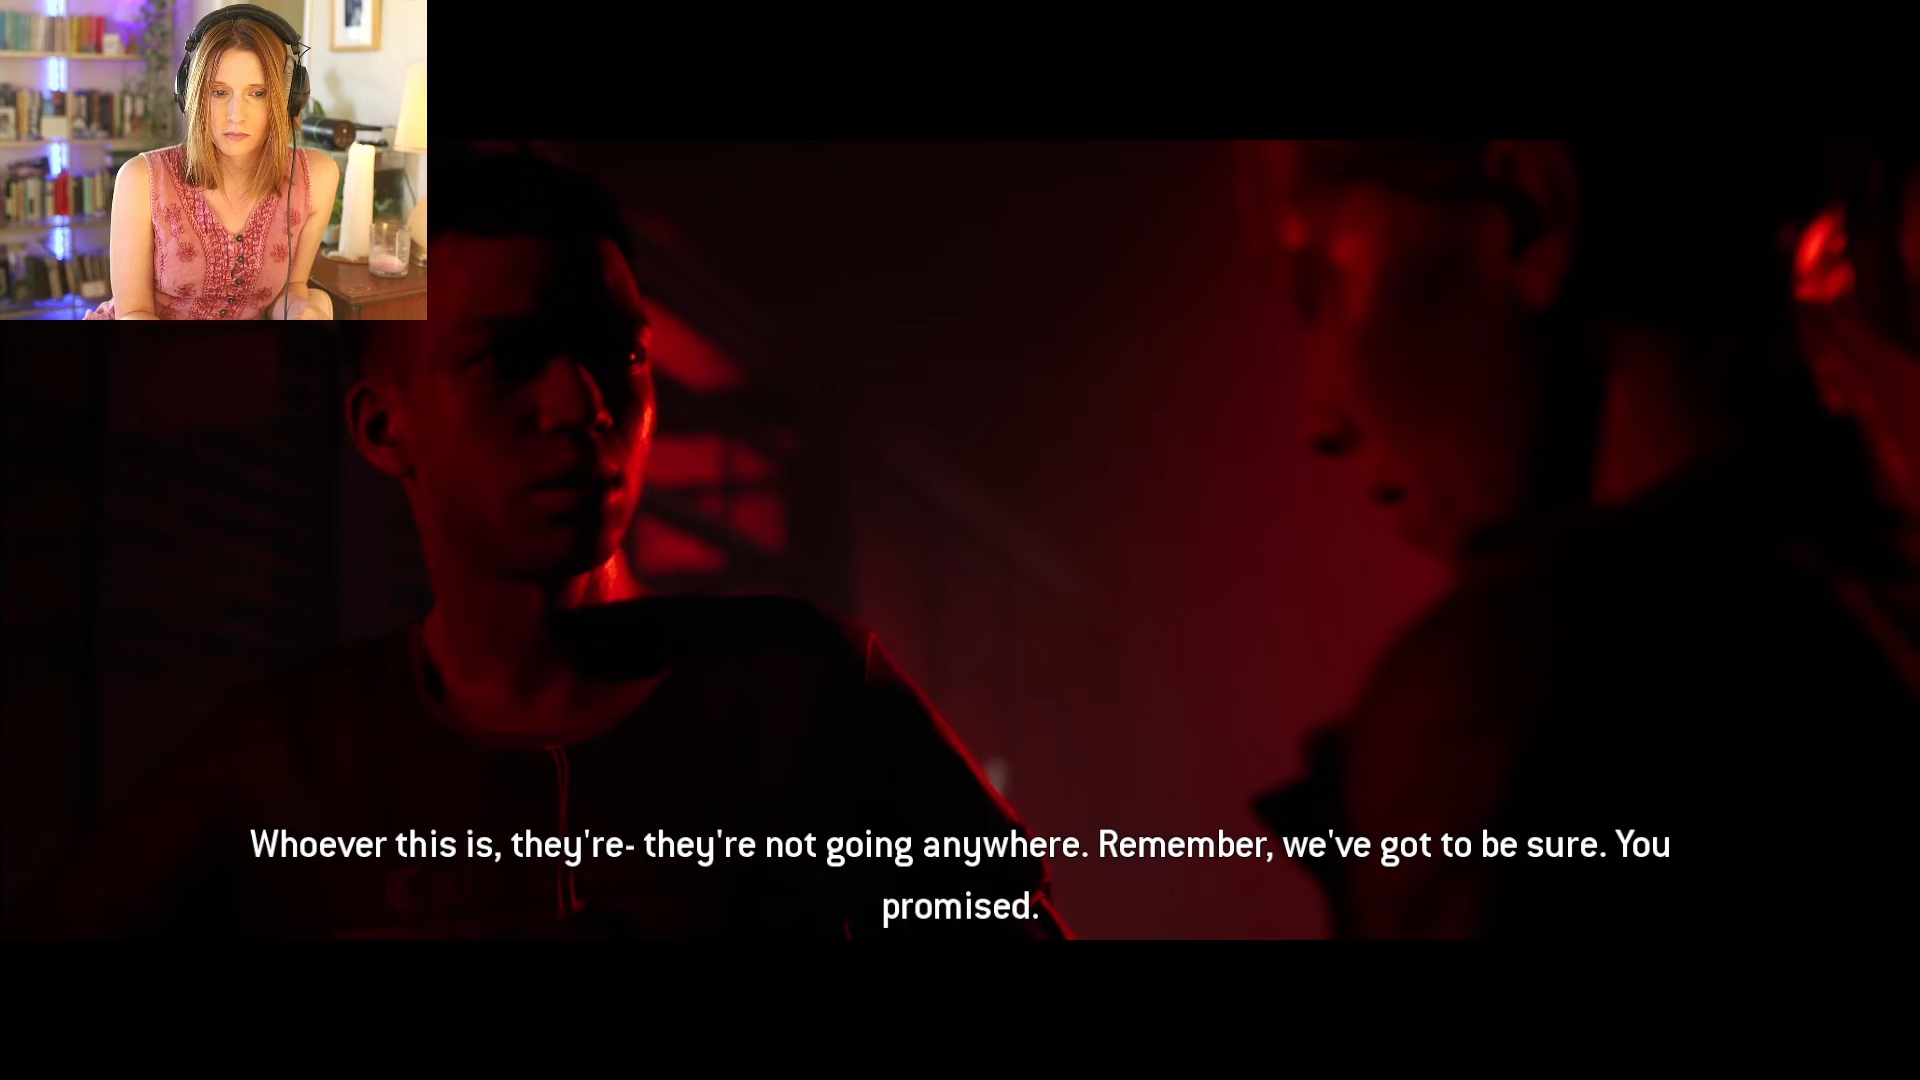 Whoever this is, they're- they're not going anywhere. Remember, we've got to be sure. You
promised.